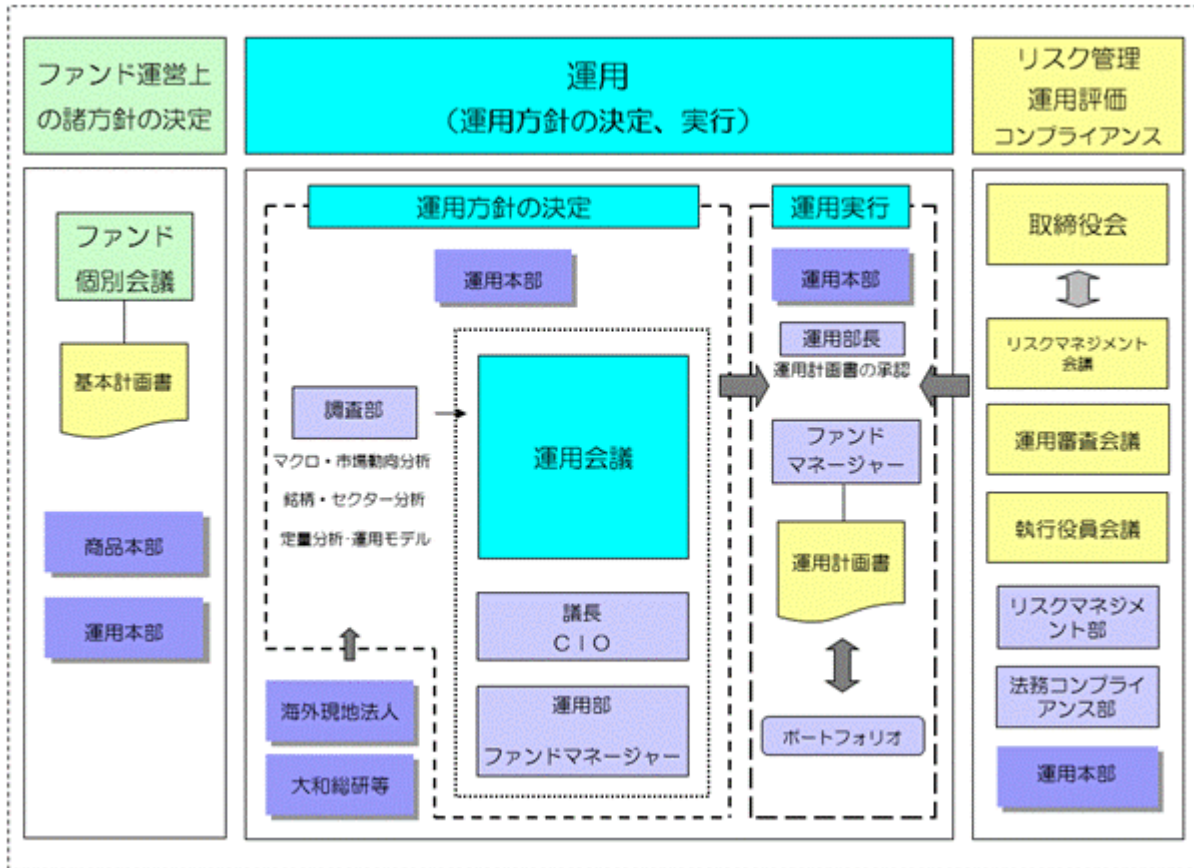 ファンド運営上
の諸方針の決定
運用
（運用方針の決定、実行）
リスク管理
運用評価
コンプライアンス
ファンド
個別会議
基本計画書
商品本部
運用本部
運用方針の決定
運用本部
調査部
マクロ・市場動向分析
銘柄・セクター分析
定量分析・運用モデル
運用会議
議長
ＣＩＯ
運用部
ファンドマネージャー
海外現地法人
大和総研等
運用実行
運用本部
運用部長
運用計画書の承認
ファンド
マネージャー
運用計画書
ポートフォリオ
取締役会
リスクマネジメント
会議
運用審査会議
執行役員会議
リスクマネジメ
ント部
法務コンプライ
アンス部
運用本部